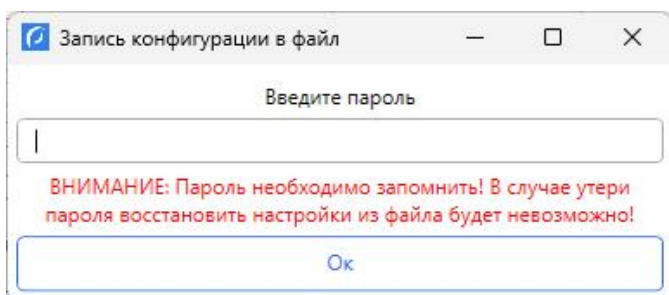 Запись конфигурации в файл
Введите пароль
ВНИМАНИЕ: Пароль необходимо запомнить! В случае утери
пароля восстановить настройки из файла будет невозможно!
Ок